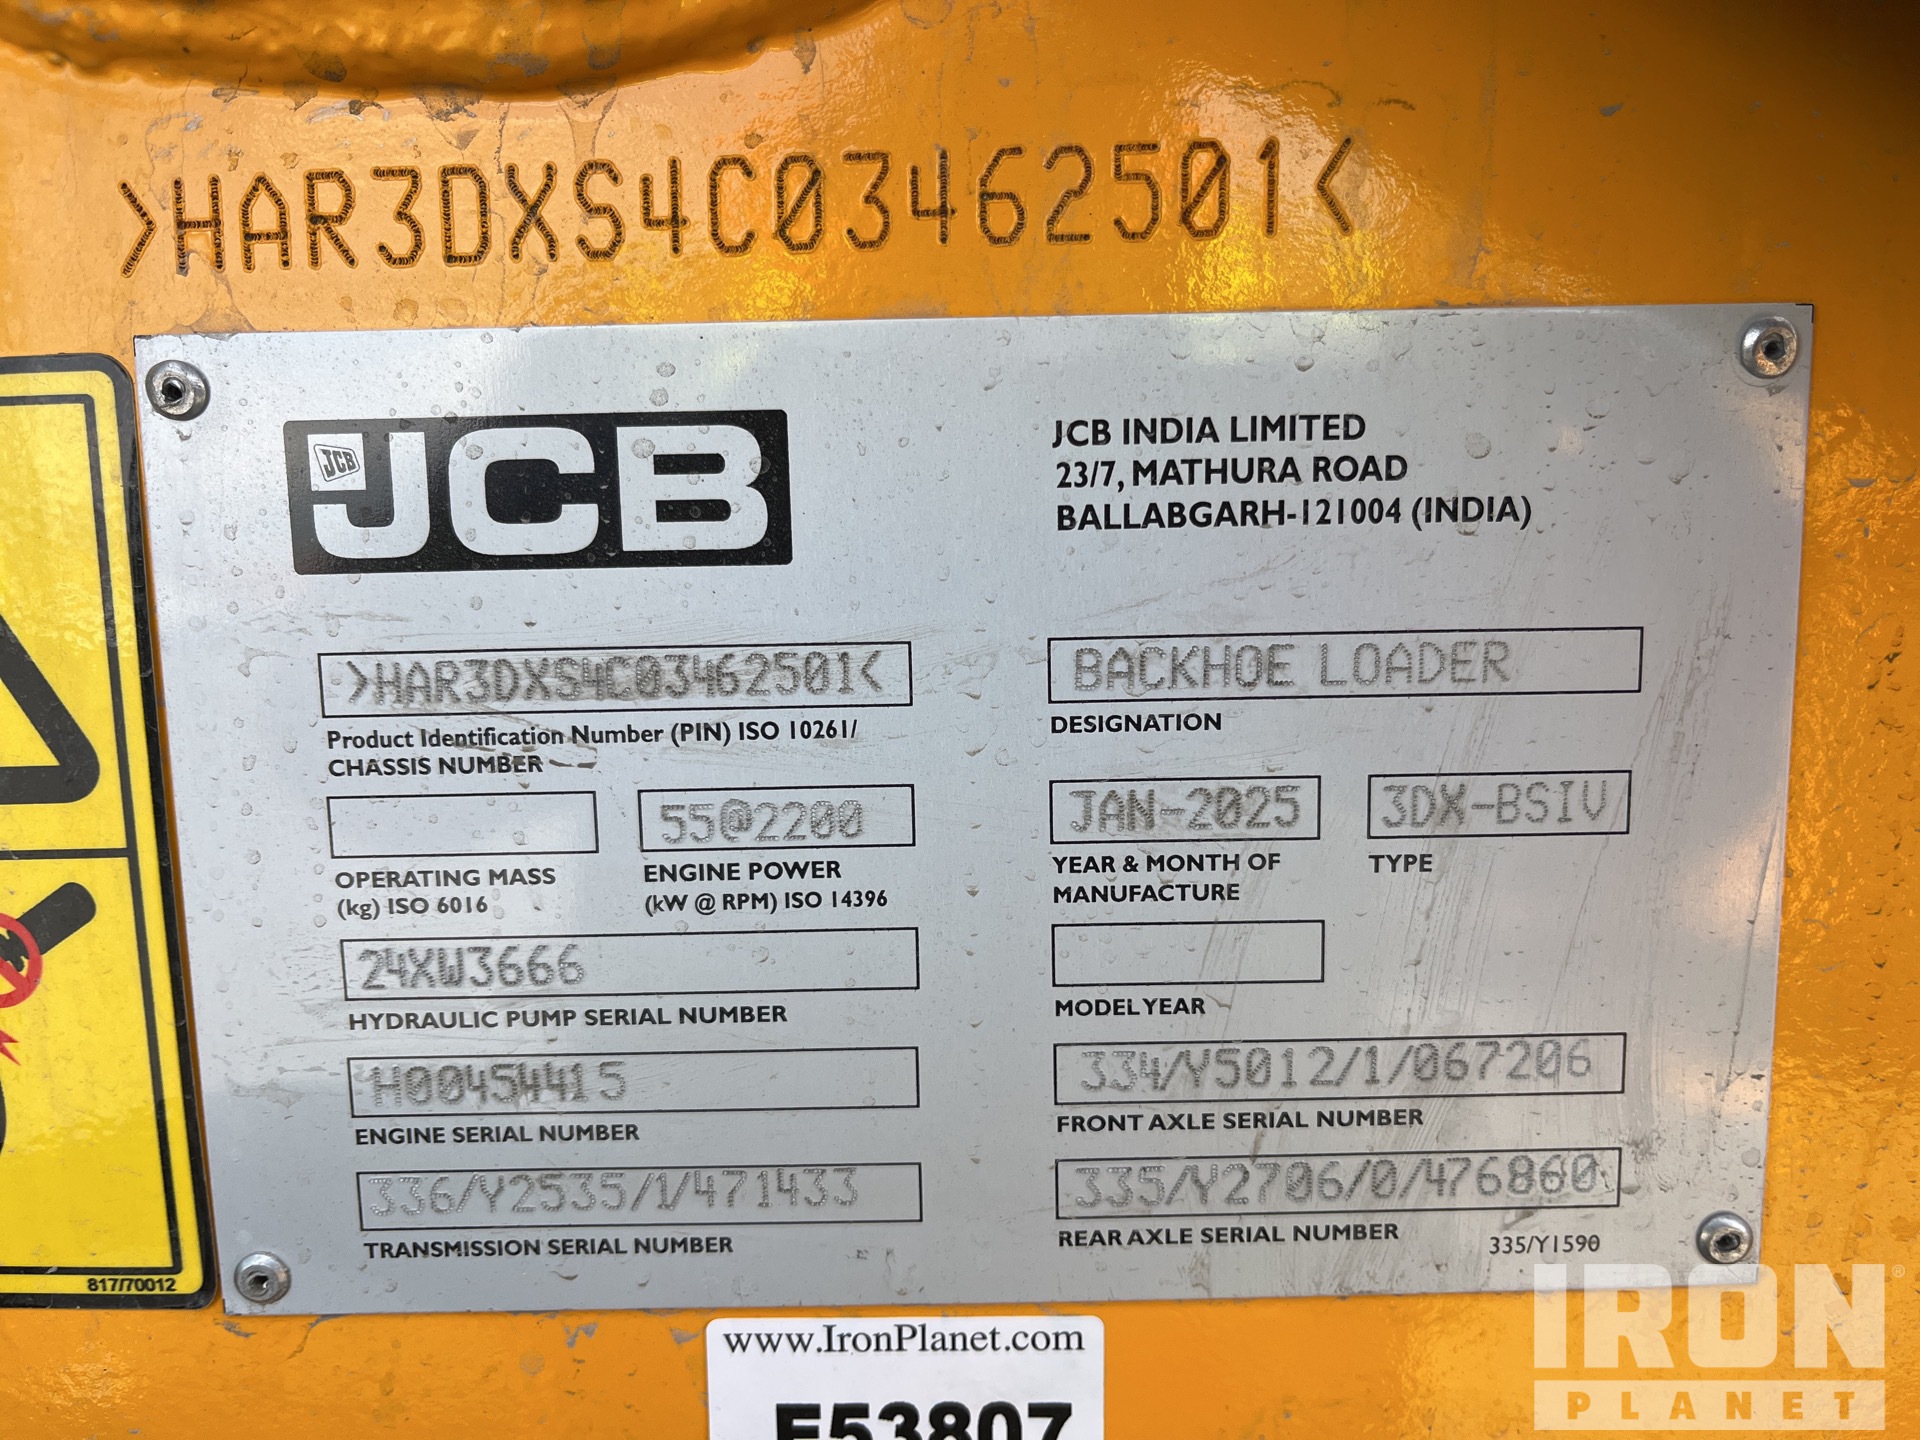 >HAR3DXS4C03462501<
JCB
JCB
JCB INDIA LIMITED
23/7, MATHURA ROAD
BALLABGARH-121004 (INDIA)
>HAR3DXS4C03462501<
Product Identification Number (PIN) ISO 10261/
CHASSIS NUMBER
BACKHOE LOADER
DESIGNATION
55@2200
OPERATING MASS
(kg) ISO 6016
ENGINE POWER
(kW @ RPM) ISO 14396
JAN-2025
YEAR & MONTH OF
MANUFACTURE
3DX-BSIV
TYPE
24XW3666
HYDRAULIC PUMP SERIAL NUMBER
MODEL YEAR
H00454415
ENGINE SERIAL NUMBER
334/Y5012/1/067206
FRONT AXLE SERIAL NUMBER
336/Y2535/1/471433
TRANSMISSION SERIAL NUMBER
335/Y2706/0/476860
REAR AXLE SERIAL NUMBER
335/Y1590
817/70012
www.IronPlanet.com
F53807
IRON®
PLANET